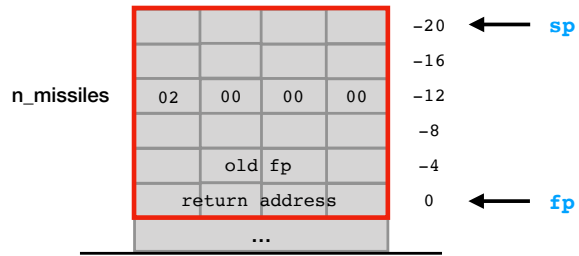 -20 sp
-16
n_missiles 02 00 00 00 -12
-8
old fp -4
return address 0 fp
...